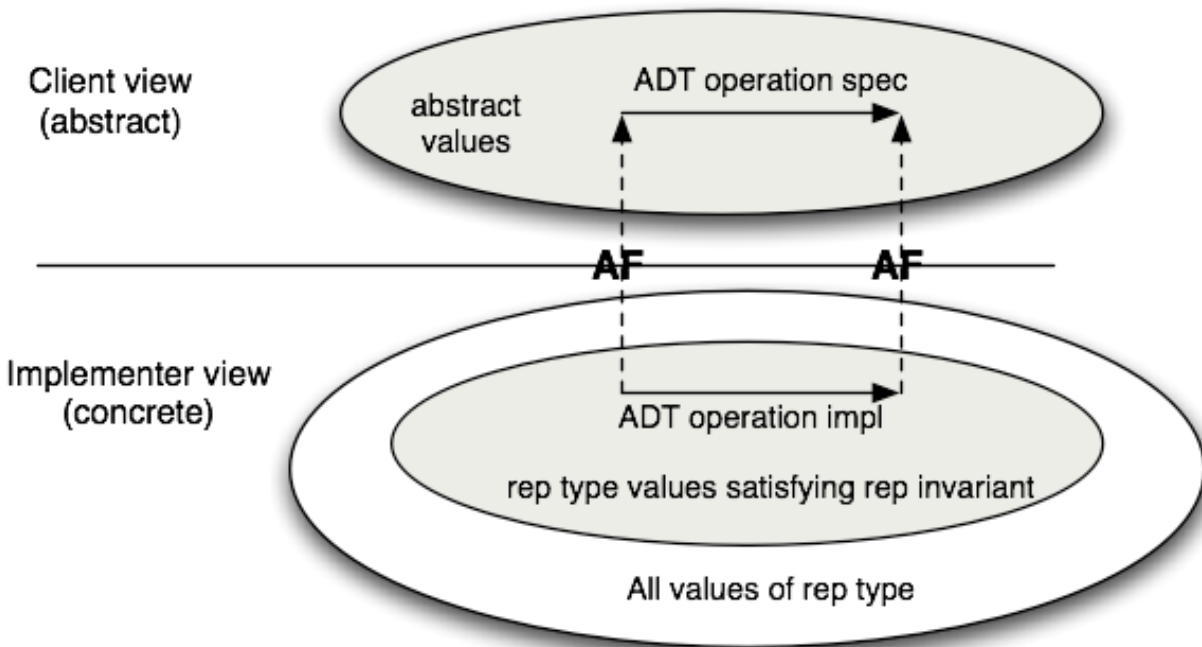 Client view
(abstract)
abstract
values
ADT operation spec
AF
AF
Implementer view
(concrete)
ADT operation impl
rep type values satisfying rep invariant
All values of rep type